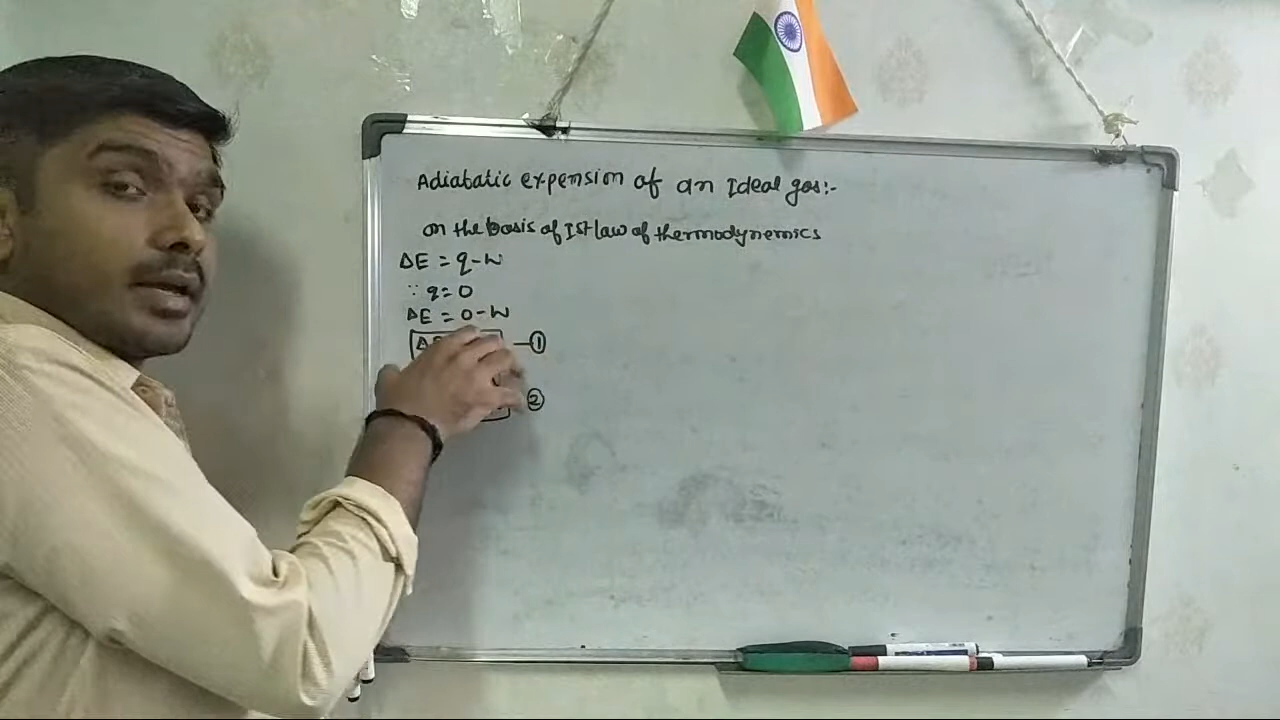 Adiabatic expension of an Ideal gas:-
on the basis of Ist law of thermodynemics
ΔE = q-W
∵ q=0
ΔE = 0-W
—①
②